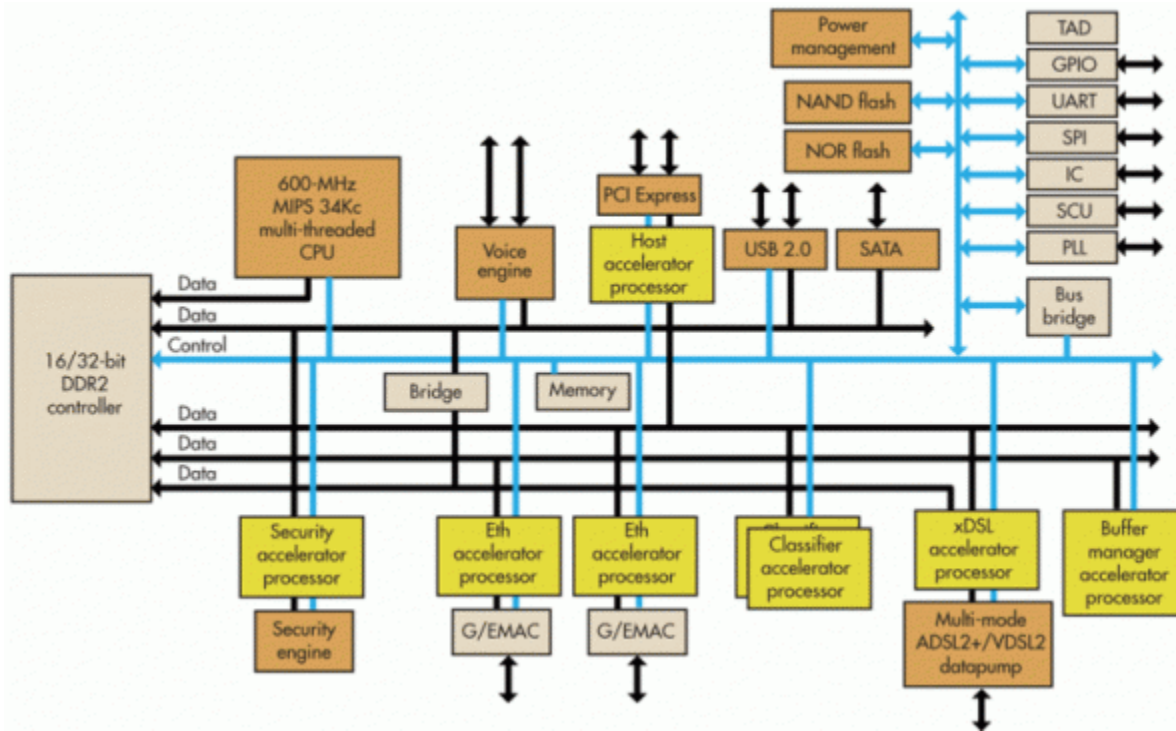 Power
management
TAD
GPIO
NAND flash
UART
NOR flash
SPI
IC
SCU
PLL
Bus
bridge
600-MHz
MIPS 34Kc
multi-threaded
CPU
Voice
engine
PCI Express
Host
accelerator
processor
USB 2.0
SATA
16/32-bit
DDR2
controller
Data
Data
Control
Bridge
Memory
Data
Data
Data
Security
accelerator
processor
Security
engine
Eth
accelerator
processor
G/EMAC
Eth
accelerator
processor
G/EMAC
Classifier
accelerator
processor
xDSL
accelerator
processor
Multi-mode
ADSL2+/VDSL2
datapump
Buffer
manager
accelerator
processor